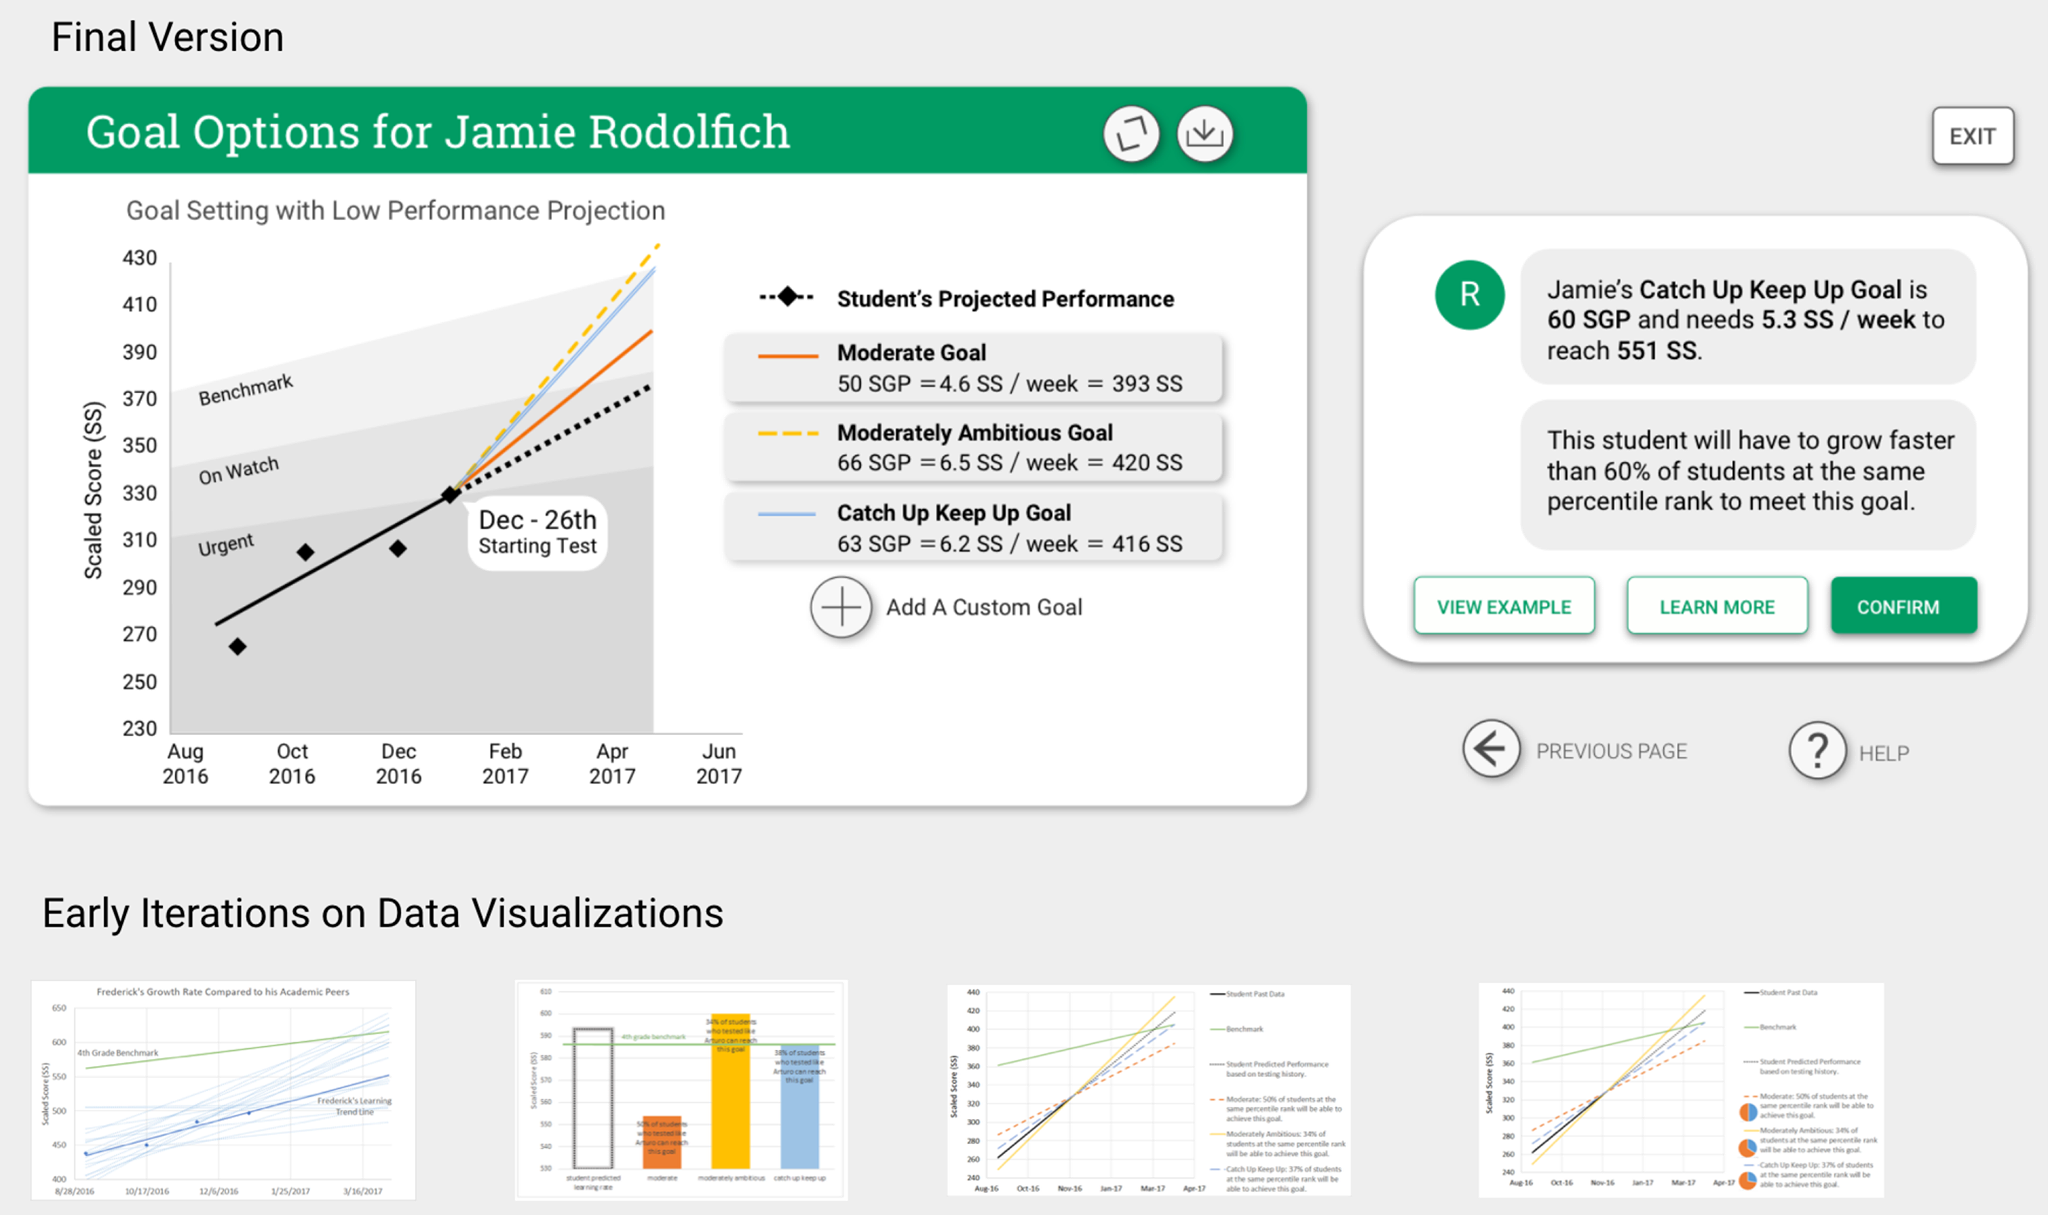 Final Version
Goal Options for Jamie Rodolfich
EXIT
Goal Setting with Low Performance Projection
Scaled Score (SS)
430
410
390
370
350
330
310
290
270
250
230
Benchmark
On Watch
Urgent
Dec - 26th
Starting Test
Aug
2016
Oct
2016
Dec
2016
Feb
2017
Apr
2017
Jun
2017
Student's Projected Performance
Moderate Goal
50 SGP = 4.6 SS / week = 393 SS
Moderately Ambitious Goal
66 SGP = 6.5 SS / week = 420 SS
Catch Up Keep Up Goal
63 SGP = 6.2 SS / week = 416 SS
Add A Custom Goal
R
Jamie's Catch Up Keep Up Goal is
60 SGP and needs 5.3 SS / week to
reach 551 SS.
This student will have to grow faster
than 60% of students at the same
percentile rank to meet this goal.
VIEW EXAMPLE
LEARN MORE
CONFIRM
PREVIOUS PAGE
? HELP
Early Iterations on Data Visualizations
Frederick's Growth Rate Compared to his Academic Peers
Scaled Score (SS)
650
600
550
500
450
400
4th Grade Benchmark
Frederick's Learning
Trend Line
8/28/2016
10/17/2016
12/6/2016
1/25/2017
3/16/2017
Scaled Score (SS)
610
600
590
580
570
560
550
540
530
4th grade benchmark
50% of students
who tested like
Arturo can reach
this goal
34% of students
who tested like
Arturo can reach
this goal
38% of students
who tested like
Arturo can reach
this goal
student predicted
learning rate
moderate
moderately ambitious
catch up keep up
Scaled Score (SS)
440
420
400
380
360
340
320
300
280
260
240
Aug-16
Oct-16
Nov-16
Jan-17
Mar-17
Apr-17
Student Past Data
Benchmark
Student Predicted Performance
based on testing history.
Moderate: 50% of students at the
same percentile rank will be able to
achieve this goal.
Moderately Ambitious: 34% of
students at the same percentile rank
will be able to achieve this goal.
Catch Up Keep Up: 37% of students
at the same percentile rank will be
able to achieve this goal.
Scaled Score (SS)
440
420
400
380
360
340
320
300
280
260
240
Aug-16
Oct-16
Nov-16
Jan-17
Mar-17
Apr-17
Student Past Data
Benchmark
Student Predicted Performance
based on testing history.
Moderate: 50% of students at the
same percentile rank will be able to
achieve this goal.
Moderately Ambitious: 34% of
students at the same percentile rank
will be able to achieve this goal.
Catch Up Keep Up: 37% of students
at the same percentile rank will be
able to achieve this goal.